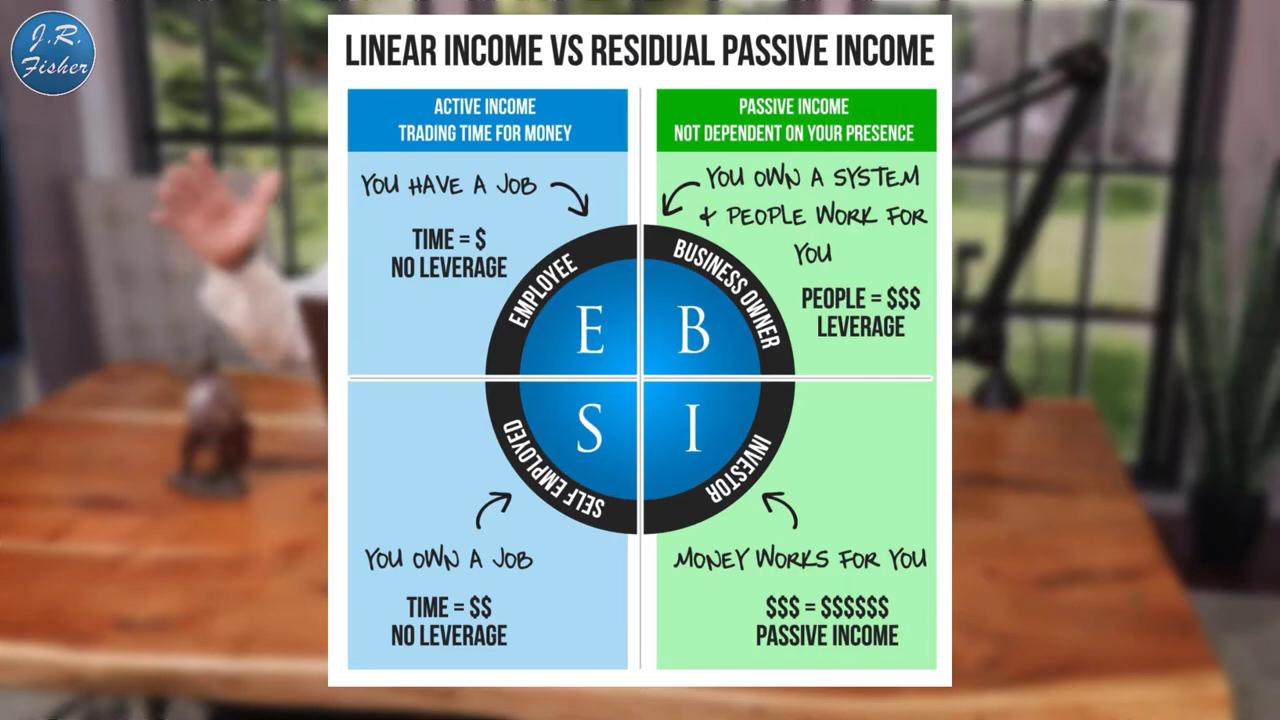 J.R.
Fisher
LINEAR INCOME VS RESIDUAL PASSIVE INCOME
ACTIVE INCOME
TRADING TIME FOR MONEY
YOU HAVE A JOB
TIME = $
NO LEVERAGE
EMPLOYEE
E
PASSIVE INCOME
NOT DEPENDENT ON YOUR PRESENCE
YOU OWN A SYSTEM
+ PEOPLE WORK FOR
YOU
PEOPLE = $$$
LEVERAGE
BUSINESS OWNER
B
S
SELF EMPLOYED
YOU OWN A JOB
TIME = $$
NO LEVERAGE
I
INVESTOR
MONEY WORKS FOR YOU
$$$ = $$$$$$
PASSIVE INCOME